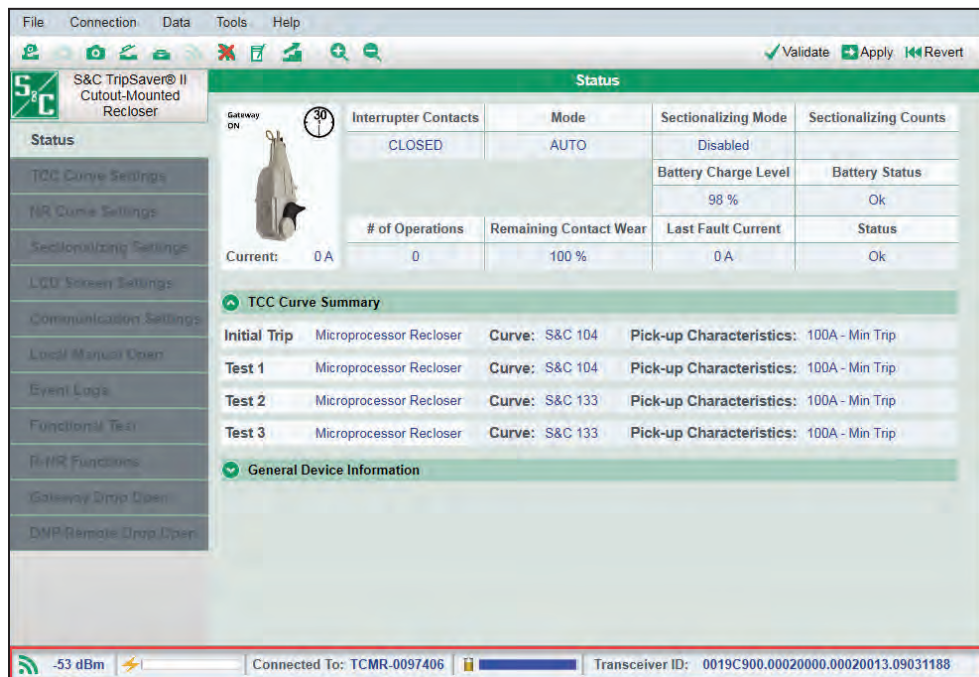 File Connection Data Tools Help
Validate Apply Revert
S&C
S&C TripSaver® II
Cutout-Mounted
Recloser
Status
Status
TCC Curve Settings
NR Curve Settings
Sectionalizing Settings
LCD Screen Settings
Communication Settings
Local Manual Open
Event Logs
Functional Test
R-NR Functions
Gateway Drop Open
DNP Remote Drop Open
Gateway
ON
30
Current: 0 A
Interrupter Contacts Mode Sectionalizing Mode Sectionalizing Counts
CLOSED AUTO Disabled
Battery Charge Level Battery Status
98 % Ok
# of Operations Remaining Contact Wear Last Fault Current Status
0 100 % 0 A Ok
TCC Curve Summary
Initial Trip Microprocessor Recloser Curve: S&C 104 Pick-up Characteristics: 100A - Min Trip
Test 1 Microprocessor Recloser Curve: S&C 104 Pick-up Characteristics: 100A - Min Trip
Test 2 Microprocessor Recloser Curve: S&C 133 Pick-up Characteristics: 100A - Min Trip
Test 3 Microprocessor Recloser Curve: S&C 133 Pick-up Characteristics: 100A - Min Trip
General Device Information
-53 dBm Connected To: TCMR-0097406 Transceiver ID: 0019C900.00020000.00020013.09031188